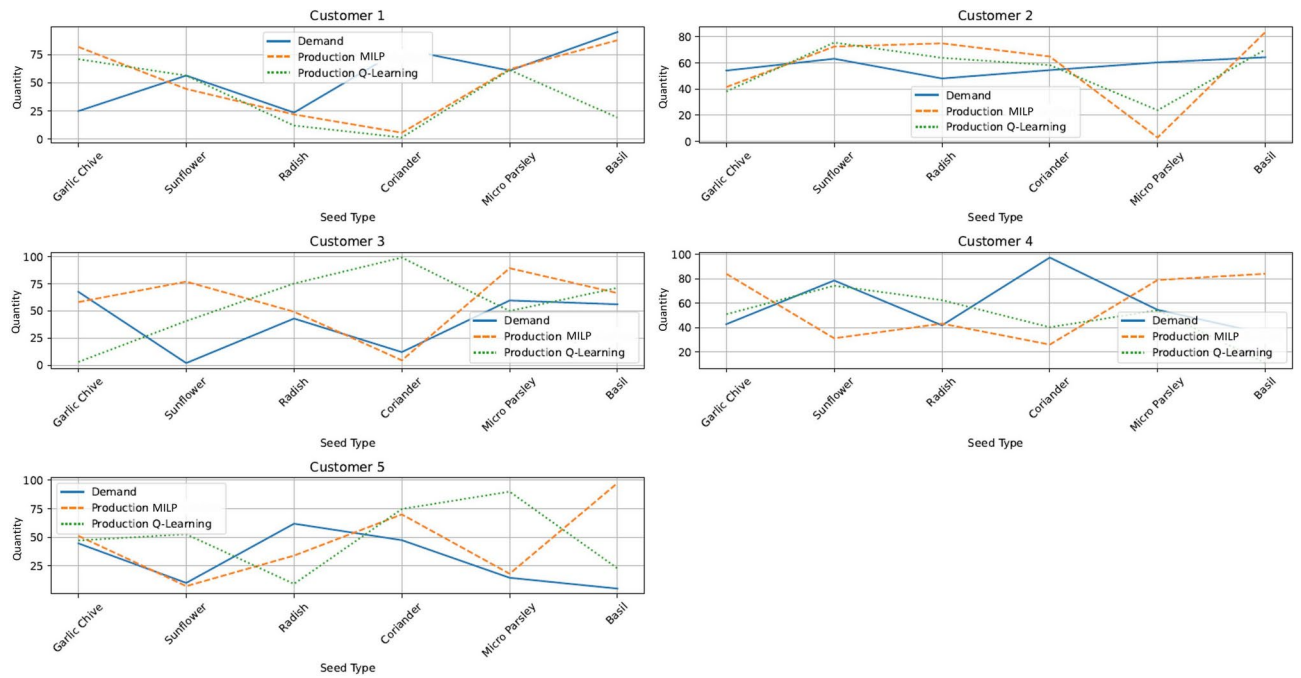 Customer 1
Quantity
75
50
25
0
Demand
Production MILP
Production Q-Learning
Garlic Chive
Sunflower
Radish
Coriander
Micro Parsley
Basil
Seed Type
Customer 2
Quantity
80
60
40
20
0
Demand
Production MILP
Production Q-Learning
Garlic Chive
Sunflower
Radish
Coriander
Micro Parsley
Basil
Seed Type
Customer 3
Quantity
100
75
50
25
0
Demand
Production MILP
Production Q-Learning
Garlic Chive
Sunflower
Radish
Coriander
Micro Parsley
Basil
Seed Type
Customer 4
Quantity
100
80
60
40
20
Demand
Production MILP
Production Q-Learning
Garlic Chive
Sunflower
Radish
Coriander
Micro Parsley
Basil
Seed Type
Customer 5
Quantity
100
75
50
25
Demand
Production MILP
Production Q-Learning
Garlic Chive
Sunflower
Radish
Coriander
Micro Parsley
Basil
Seed Type